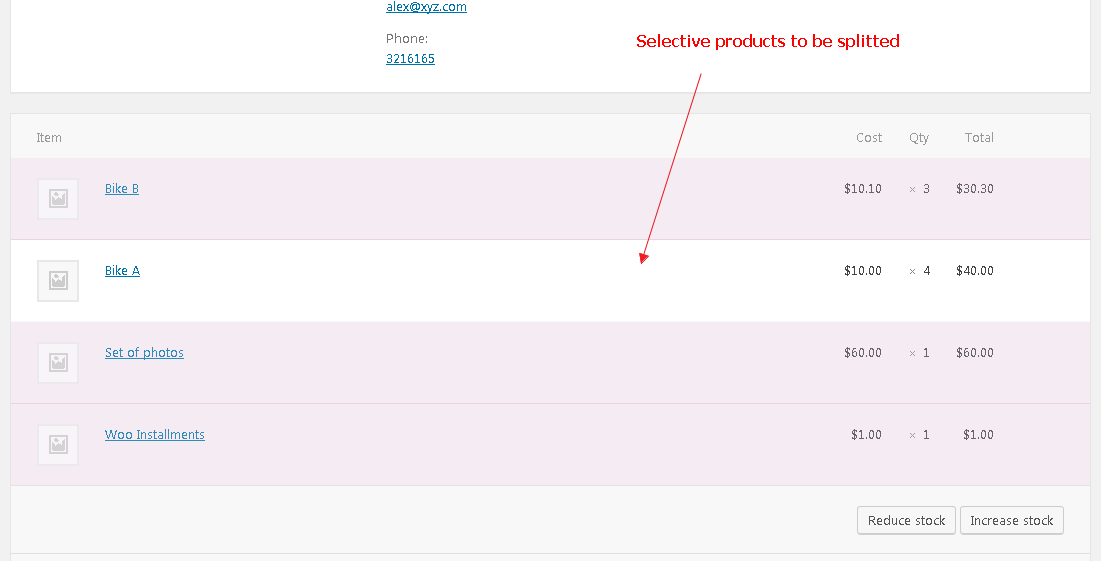 alex@xyz.com
Selective products to be splitted
Phone:
3216165
Item Cost Qty Total
Bike B $10.10 × 3 $30.30
Bike A $10.00 × 4 $40.00
Set of photos $60.00 × 1 $60.00
Woo Installments $1.00 × 1 $1.00
Reduce stock Increase stock